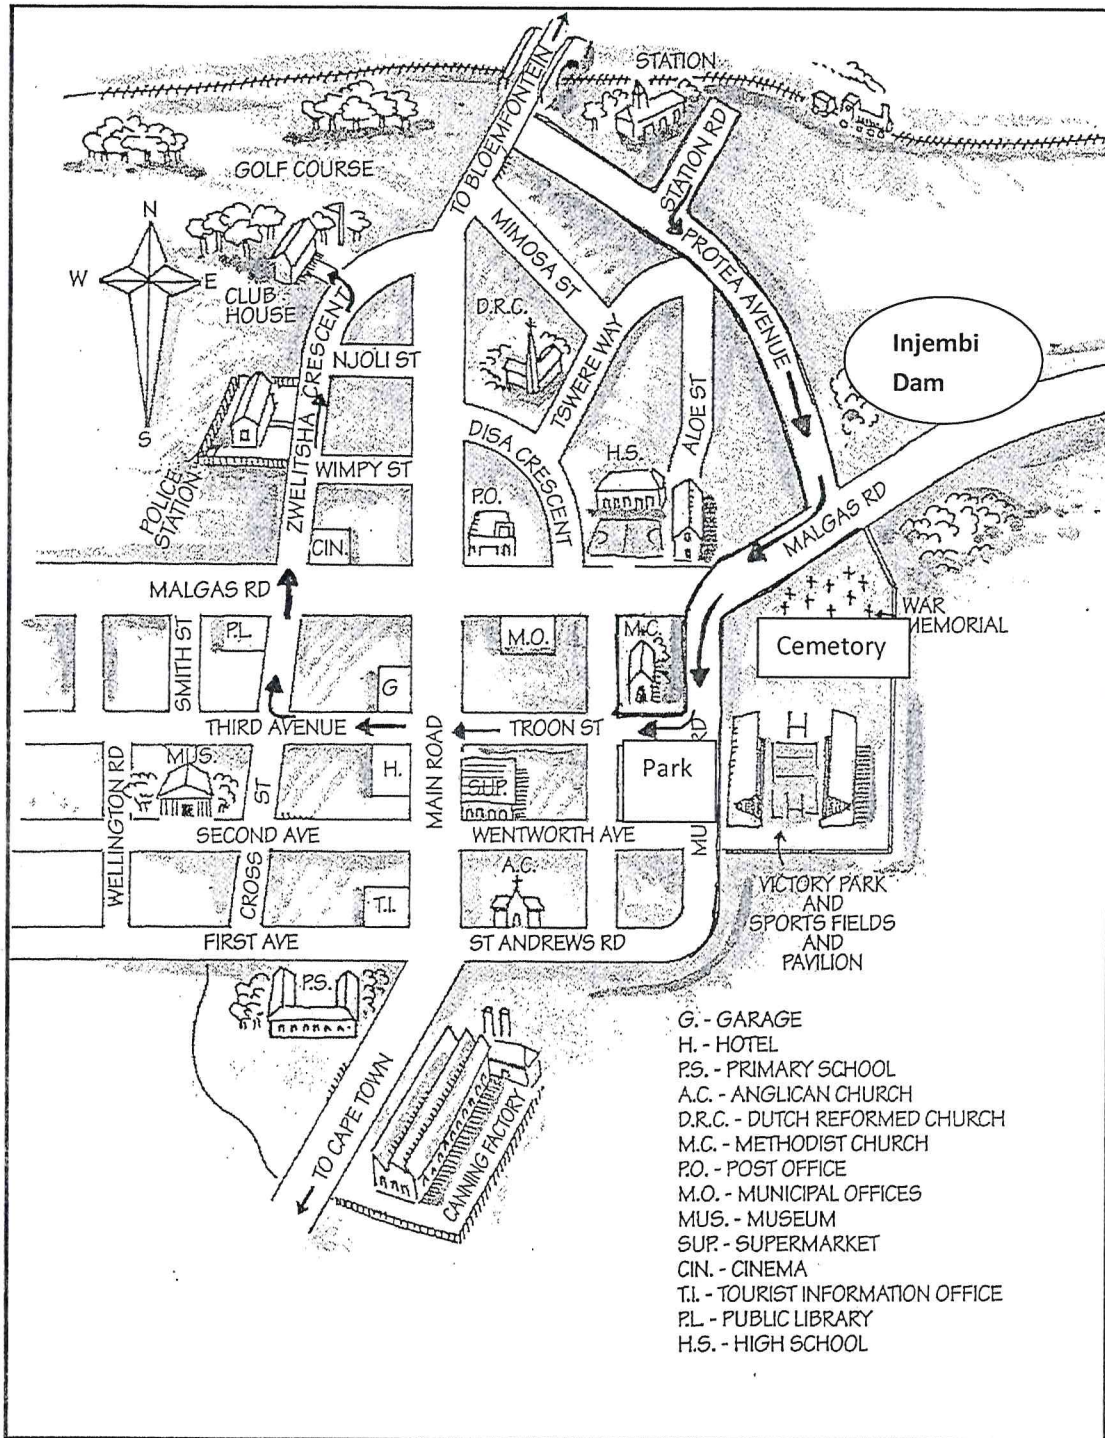 STATION
TO BLOEMFONTEIN
STATION RD
GOLF COURSE
N
W
E
S
MIMOSA ST
PROTEA AVENUE
CLUB
HOUSE
D.R.C.
ZWELITSHA CRESCENT
NJOLI ST
TSWERE WAY
Injembi
Dam
ALOE ST
DISA CRESCENT
H.S.
WIMPY ST
POLICE
STATION
P.O.
CIN.
MALGAS RD
MALGAS RD
WAR
MEMORIAL
SMITH ST
P.L.
M.O.
M.C.
Cemetory
G
THIRD AVENUE
MAIN ROAD
TROON ST
RD
H
WELLINGTON RD
MUS.
H.
SUP.
Park
H
CROSS ST
SECOND AVE
WENTWORTH AVE
MU
A.C.
T.I.
VICTORY PARK
AND
SPORTS FIELDS
AND
PAVILION
FIRST AVE
ST ANDREWS RD
P.S.
TO CAPE TOWN
CANNING FACTORY
G. - GARAGE
H. - HOTEL
P.S. - PRIMARY SCHOOL
A.C. - ANGLICAN CHURCH
D.R.C. - DUTCH REFORMED CHURCH
M.C. - METHODIST CHURCH
P.O. - POST OFFICE
M.O. - MUNICIPAL OFFICES
MUS. - MUSEUM
SUP. - SUPERMARKET
CIN. - CINEMA
T.I. - TOURIST INFORMATION OFFICE
P.L. - PUBLIC LIBRARY
H.S. - HIGH SCHOOL